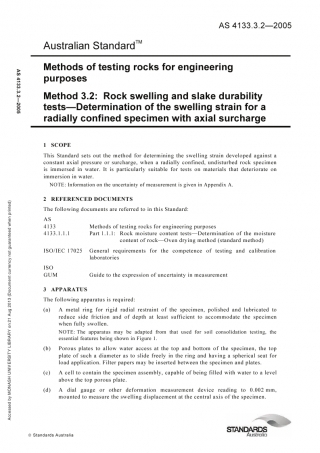 AS 4133.3.2—2005
Australian Standard™
Methods of testing rocks for engineering
purposes
Method 3.2: Rock swelling and slake durability
tests—Determination of the swelling strain for a
radially confined specimen with axial surcharge
1 SCOPE
This Standard sets out the method for determining the swelling strain developed against a
constant axial pressure or surcharge, when a radially confined, undisturbed rock specimen
is immersed in water. It is particularly suitable for tests on materials that deteriorate on
immersion in water.
NOTE: Information on the uncertainty of measurement is given in Appendix A.
2 REFERENCED DOCUMENTS
The following documents are referred to in this Standard:
AS
4133 Methods of testing rocks for engineering purposes
4133.1.1.1 Part 1.1.1: Rock moisture content tests—Determination of the moisture
content of rock—Oven drying method (standard method)
ISO/IEC 17025 General requirements for the competence of testing and calibration
laboratories
ISO
GUM Guide to the expression of uncertainty in measurement
3 APPARATUS
The following apparatus is required:
(a) A metal ring for rigid radial restraint of the specimen, polished and lubricated to
reduce side friction and of depth at least sufficient to accommodate the specimen
when fully swollen.
NOTE: The apparatus may be adapted from that used for soil consolidation testing, the
essential features being shown in Figure 1.
(b) Porous plates to allow water access at the top and bottom of the specimen, the top
plate of such a diameter as to slide freely in the ring and having a spherical seat for
load application. Filter papers may be inserted between the specimen and plates.
(c) A cell to contain the specimen assembly, capable of being filled with water to a level
above the top porous plate.
(d) A dial gauge or other deformation measurement device reading to 0.002 mm,
mounted to measure the swelling displacement at the central axis of the specimen.
© Standards Australia
STANDARDS
Australia
AS 4133.3.2—2005
Accessed by MONASH UNIVERSITY LIBRARY on 21 Aug 2013 (Document currency not guaranteed when printed)